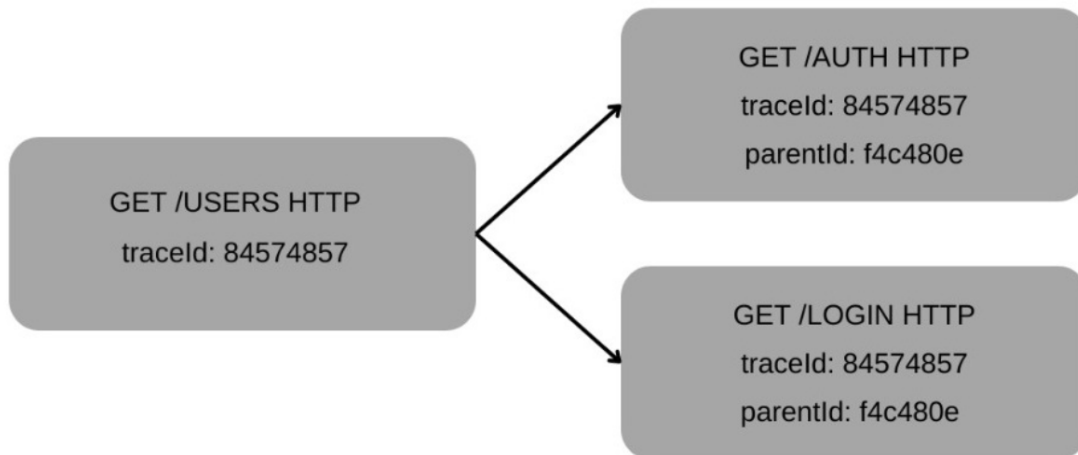 GET /USERS HTTP
traceId: 84574857
GET /AUTH HTTP
traceId: 84574857
parentId: f4c480e
GET /LOGIN HTTP
traceId: 84574857
parentId: f4c480e